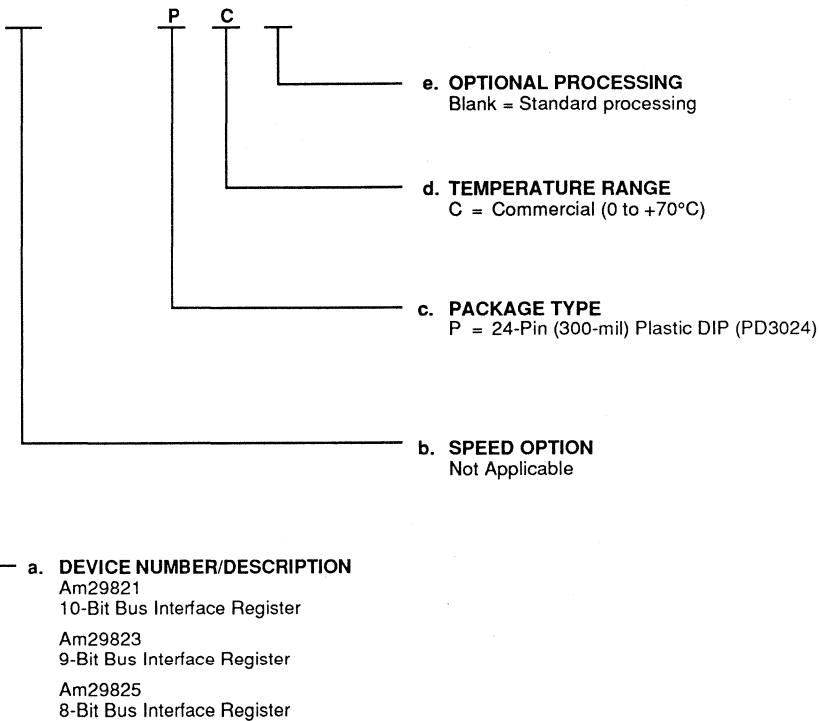 P C
e. OPTIONAL PROCESSING
Blank = Standard processing
d. TEMPERATURE RANGE
C = Commercial (0 to +70°C)
c. PACKAGE TYPE
P = 24-Pin (300-mil) Plastic DIP (PD3024)
b. SPEED OPTION
Not Applicable
a. DEVICE NUMBER/DESCRIPTION
Am29821
10-Bit Bus Interface Register
Am29823
9-Bit Bus Interface Register
Am29825
8-Bit Bus Interface Register